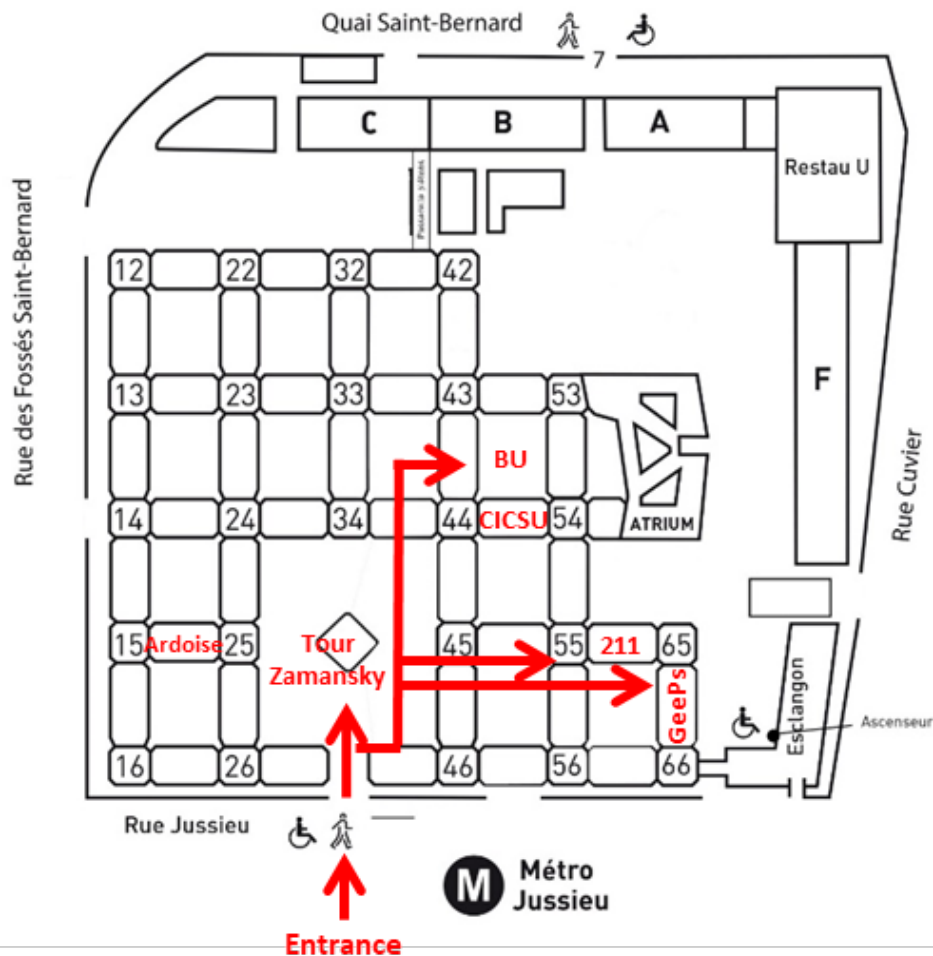 Quai Saint-Bernard
7
C
B
A
Restau U
Rue des Fossés Saint-Bernard
12
22
32
42
F
13
23
33
43
53
BU
Rue Cuvier
14
24
34
44
CICSU
54
ATRIUM
15
Ardoise
25
Tour
Zamansky
45
55
211
65
GeePs
Esclangon
Ascenseur
16
26
46
56
66
Rue Jussieu
M
Métro
Jussieu
Entrance